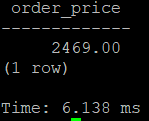 order_price
-------------
2469.00
(1 row)
Time: 6.138 ms